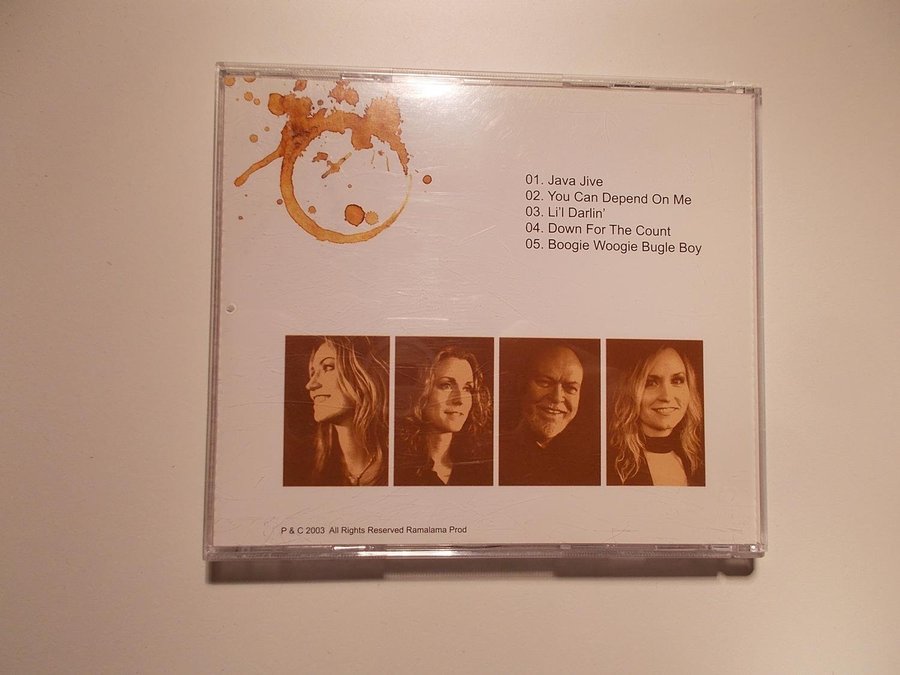 01. Java Jive
02. You Can Depend On Me
03. Li'l Darlin'
04. Down For The Count
05. Boogie Woogie Bugle Boy
P & C 2003 All Rights Reserved Ramalama Prod